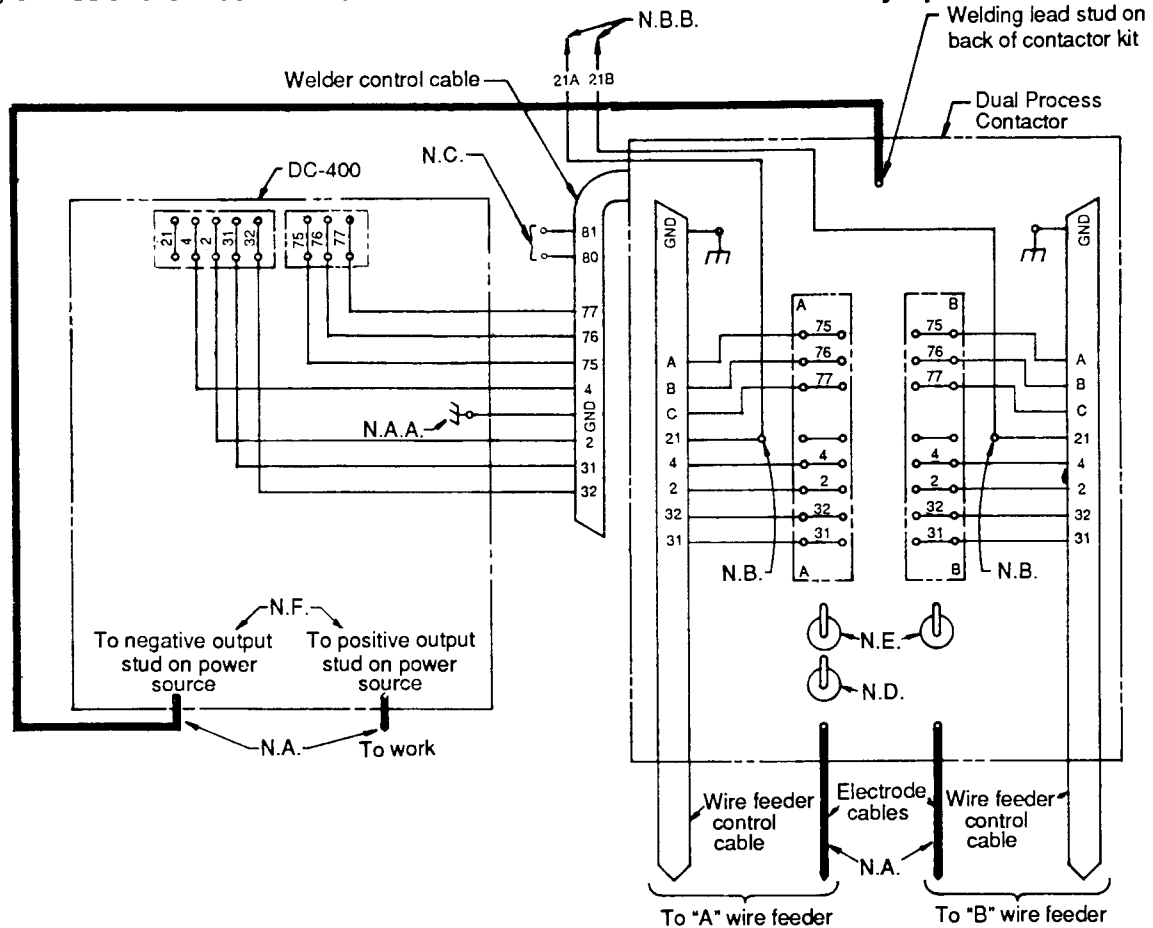 N.B.B.
Welding lead stud on
back of contactor kit
21A 21B
Welder control cable
Dual Process
Contactor
N.C.
DC-400
21
4
2
31
32
75
76
77
81
80
77
76
75
4
GND
2
31
32
N.A.A.
GND
A
B
C
21
4
2
32
31
A
75
76
77
4
2
32
31
A
B
75
76
77
4
2
32
31
B
GND
A
B
C
21
4
2
32
31
N.B.
N.B.
N.E.
N.D.
N.F.
To negative output
stud on power
source
To positive output
stud on power
source
N.A.
To work
Wire feeder
control
cable
Electrode
cables
Wire feeder
control
cable
N.A.
To "A" wire feeder
To "B" wire feeder